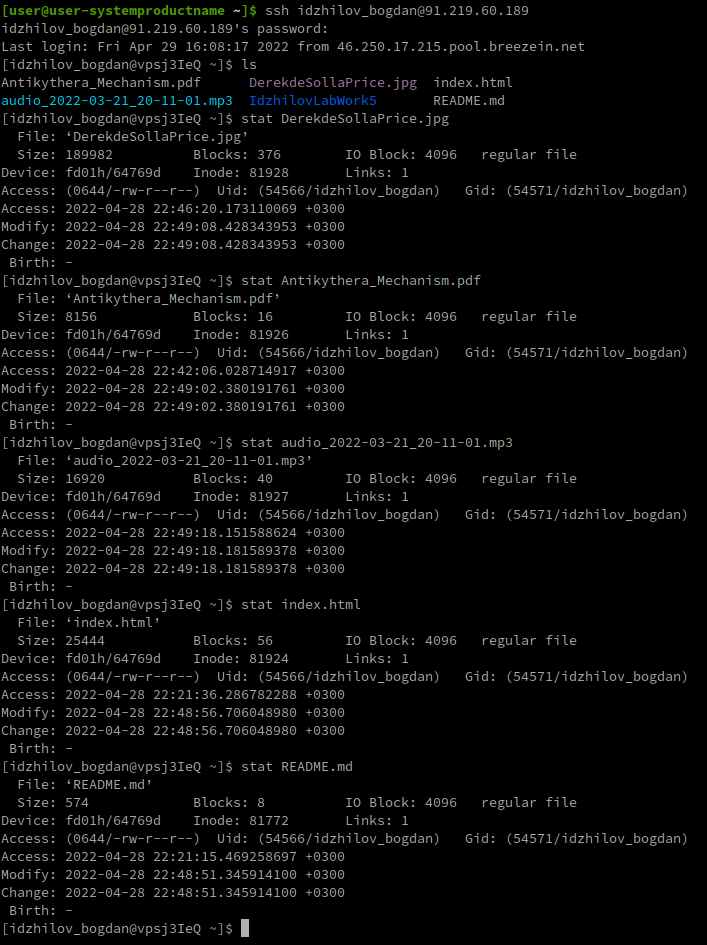 [user@user-systemproductname ~]$ ssh idzhilov_bogdan@91.219.60.189
idzhilov_bogdan@91.219.60.189's password:
Last login: Fri Apr 29 16:08:17 2022 from 46.250.17.215.pool.breezein.net
[idzhilov_bogdan@vpsj3IeQ ~]$ ls
Antikythera_Mechanism.pdf      DerekdeSollaPrice.jpg  index.html
audio_2022-03-21_20-11-01.mp3  IdzhilovLabWork5       README.md
[idzhilov_bogdan@vpsj3IeQ ~]$ stat DerekdeSollaPrice.jpg
  File: ‘DerekdeSollaPrice.jpg’
  Size: 189982          Blocks: 376        IO Block: 4096   regular file
Device: fd01h/64769d    Inode: 81928       Links: 1
Access: (0644/-rw-r--r--)  Uid: (54566/idzhilov_bogdan)   Gid: (54571/idzhilov_bogdan)
Access: 2022-04-28 22:46:20.173110069 +0300
Modify: 2022-04-28 22:49:08.428343953 +0300
Change: 2022-04-28 22:49:08.428343953 +0300
 Birth: -
[idzhilov_bogdan@vpsj3IeQ ~]$ stat Antikythera_Mechanism.pdf
  File: ‘Antikythera_Mechanism.pdf’
  Size: 8156            Blocks: 16         IO Block: 4096   regular file
Device: fd01h/64769d    Inode: 81926       Links: 1
Access: (0644/-rw-r--r--)  Uid: (54566/idzhilov_bogdan)   Gid: (54571/idzhilov_bogdan)
Access: 2022-04-28 22:42:06.028714917 +0300
Modify: 2022-04-28 22:49:02.380191761 +0300
Change: 2022-04-28 22:49:02.380191761 +0300
 Birth: -
[idzhilov_bogdan@vpsj3IeQ ~]$ stat audio_2022-03-21_20-11-01.mp3
  File: ‘audio_2022-03-21_20-11-01.mp3’
  Size: 16920           Blocks: 40         IO Block: 4096   regular file
Device: fd01h/64769d    Inode: 81927       Links: 1
Access: (0644/-rw-r--r--)  Uid: (54566/idzhilov_bogdan)   Gid: (54571/idzhilov_bogdan)
Access: 2022-04-28 22:49:18.151588624 +0300
Modify: 2022-04-28 22:49:18.181589378 +0300
Change: 2022-04-28 22:49:18.181589378 +0300
 Birth: -
[idzhilov_bogdan@vpsj3IeQ ~]$ stat index.html
  File: ‘index.html’
  Size: 25444           Blocks: 56         IO Block: 4096   regular file
Device: fd01h/64769d    Inode: 81924       Links: 1
Access: (0644/-rw-r--r--)  Uid: (54566/idzhilov_bogdan)   Gid: (54571/idzhilov_bogdan)
Access: 2022-04-28 22:21:36.286782288 +0300
Modify: 2022-04-28 22:48:56.706048980 +0300
Change: 2022-04-28 22:48:56.706048980 +0300
 Birth: -
[idzhilov_bogdan@vpsj3IeQ ~]$ stat README.md
  File: ‘README.md’
  Size: 574             Blocks: 8          IO Block: 4096   regular file
Device: fd01h/64769d    Inode: 81772       Links: 1
Access: (0644/-rw-r--r--)  Uid: (54566/idzhilov_bogdan)   Gid: (54571/idzhilov_bogdan)
Access: 2022-04-28 22:21:15.469258697 +0300
Modify: 2022-04-28 22:48:51.345914100 +0300
Change: 2022-04-28 22:48:51.345914100 +0300
 Birth: -
[idzhilov_bogdan@vpsj3IeQ ~]$